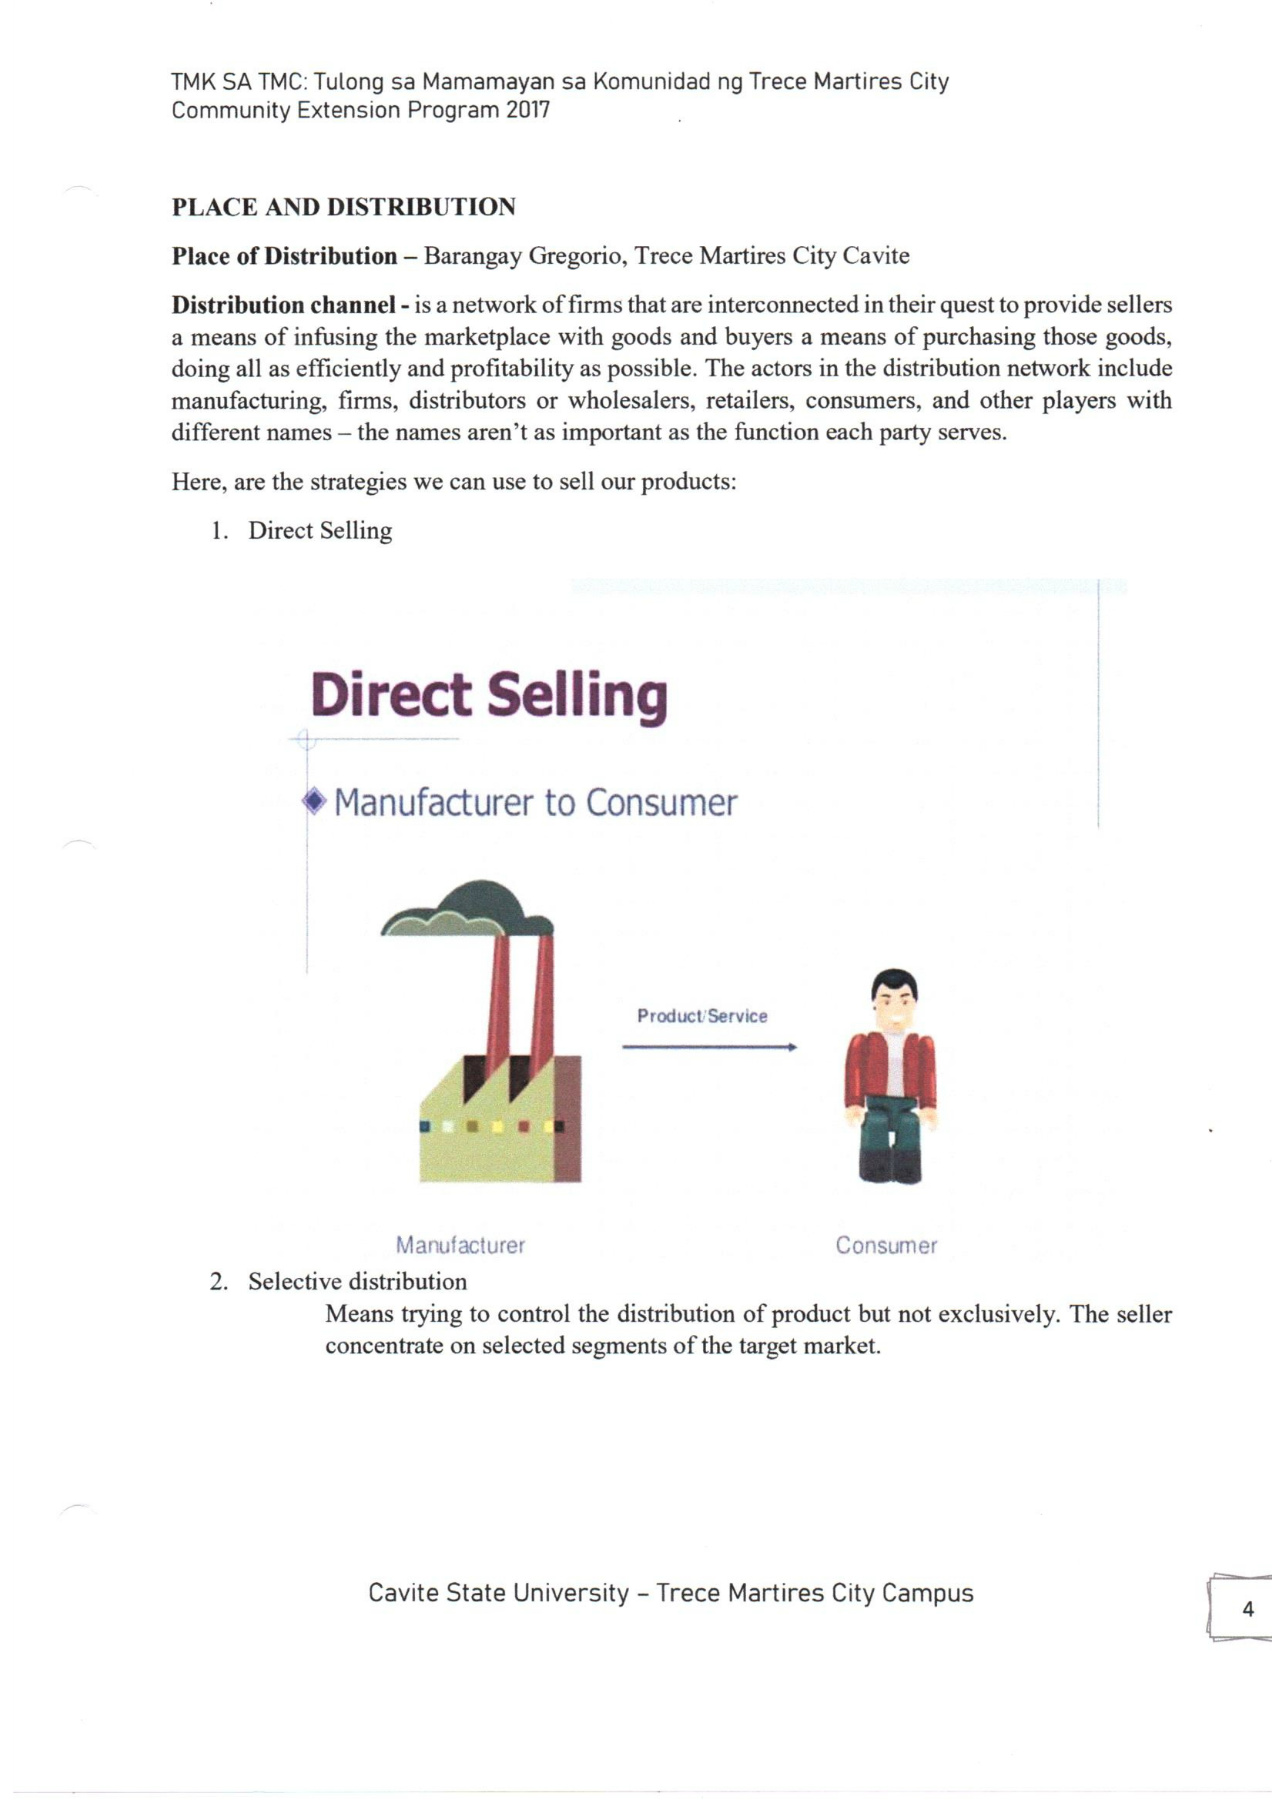 TMK SA TMC: Tulong sa Mamamayan sa Komunidad ng Trece Martires City
Community Extension Program 2017
PLACE AND DISTRIBUTION
Place of Distribution – Barangay Gregorio, Trece Martires City Cavite
Distribution channel - is a network of firms that are interconnected in their quest to provide sellers
a means of infusing the marketplace with goods and buyers a means of purchasing those goods,
doing all as efficiently and profitability as possible. The actors in the distribution network include
manufacturing, firms, distributors or wholesalers, retailers, consumers, and other players with
different names – the names aren't as important as the function each party serves.
Here, are the strategies we can use to sell our products:
1. Direct Selling
Direct Selling
Manufacturer to Consumer
Product/Service
Manufacturer
Consumer
2. Selective distribution
Means trying to control the distribution of product but not exclusively. The seller
concentrate on selected segments of the target market.
Cavite State University – Trece Martires City Campus
4